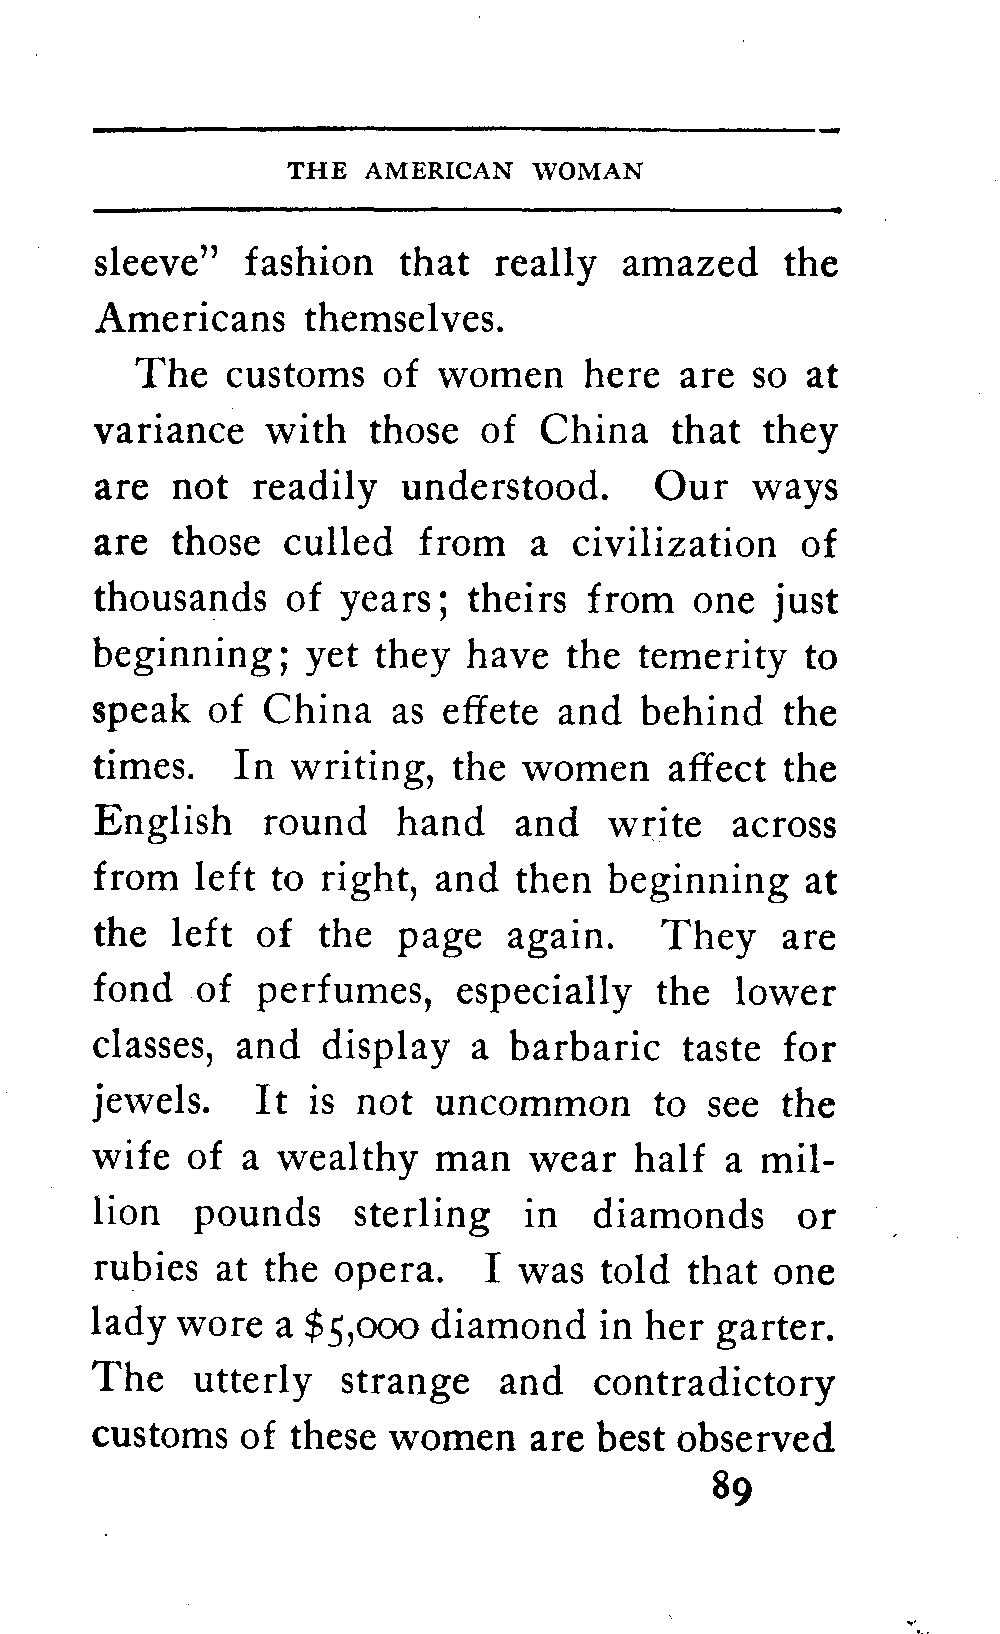 THE AMERICAN WOMAN
sleeve" fashion that really amazed the
Americans themselves.
The customs of women here are so at
variance with those of China that they
are not readily understood. Our ways
are those culled from a civilization of
thousands of years; theirs from one just
beginning; yet they have the temerity to
speak of China as effete and behind the
times. In writing, the women affect the
English round hand and write across
from left to right, and then beginning at
the left of the page again. They are
fond of perfumes, especially the lower
classes, and display a barbaric taste for
jewels. It is not uncommon to see the
wife of a wealthy man wear half a mil-
lion pounds sterling in diamonds or
rubies at the opera. I was told that one
lady wore a $5,000 diamond in her garter.
The utterly strange and contradictory
customs of these women are best observed
89